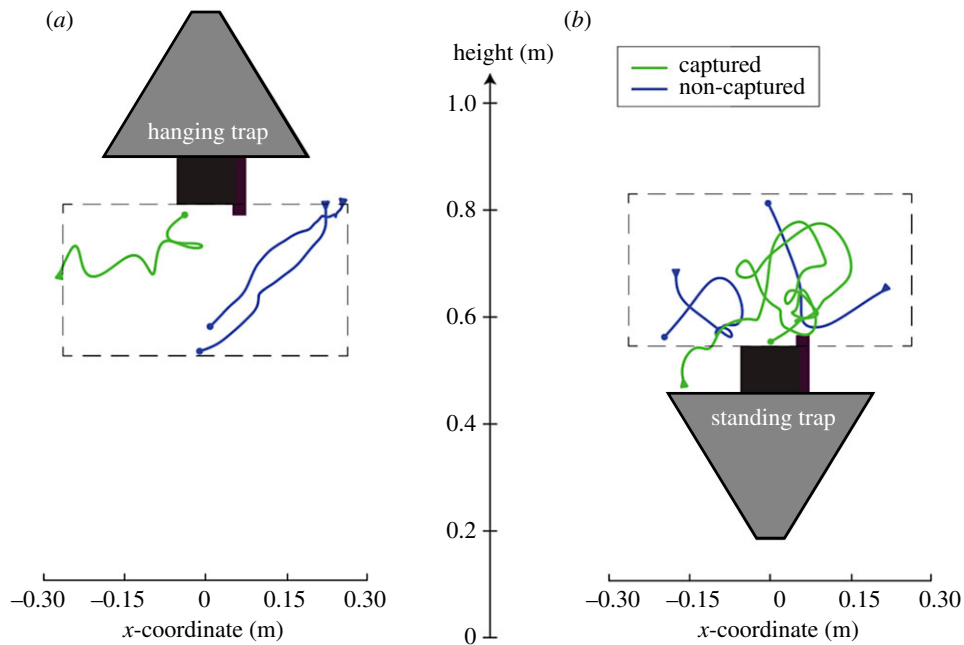 (a)
(b)
height (m)
captured
non-captured
1.0
hanging trap
0.8
0.6
0.4
standing trap
0.2
0
–0.30 –0.15 0 0.15 0.30
x-coordinate (m)
–0.30 –0.15 0 0.15 0.30
x-coordinate (m)